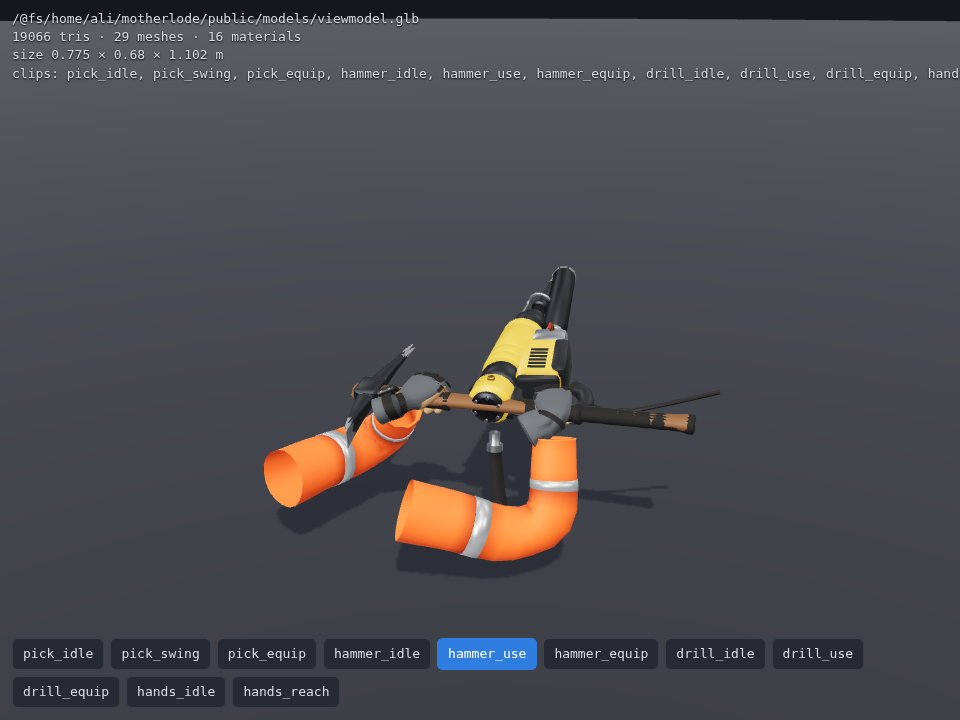 /@fs/home/ali/motherlode/public/models/viewmodel.glb
19066 tris · 29 meshes · 16 materials
size 0.775 × 0.68 × 1.102 m
clips: pick_idle, pick_swing, pick_equip, hammer_idle, hammer_use, hammer_equip, drill_idle, drill_use, drill_equip, hand
pick_idle pick_swing pick_equip hammer_idle hammer_use hammer_equip drill_idle drill_use
drill_equip hands_idle hands_reach